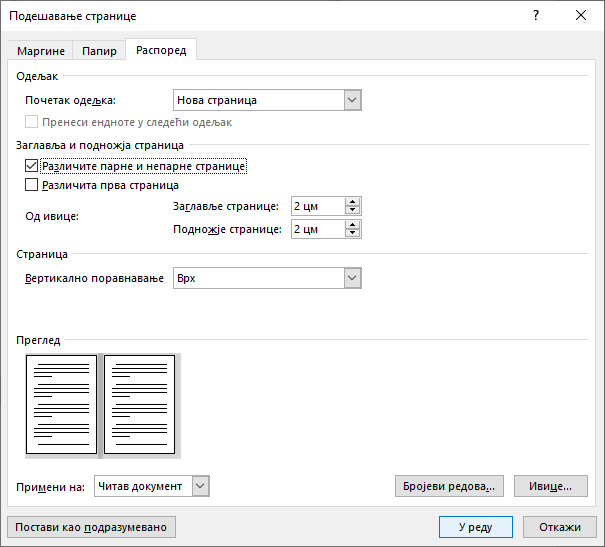 Подешавање странице
Маргине Папир Распоред
Одељак
Почетак одељка: Нова страница
Пренеси ендноте у следећи одељак
Заглавља и подножја страница
Различите парне и непарне странице
Различита прва страница
Од ивице:
Заглавље странице: 2 цм
Подножје странице: 2 цм
Страница
Вертикално поравнавање Врх
Преглед
Примени на: Читав документ Бројеви редова... Ивице...
Постави као подразумевано У реду Откажи